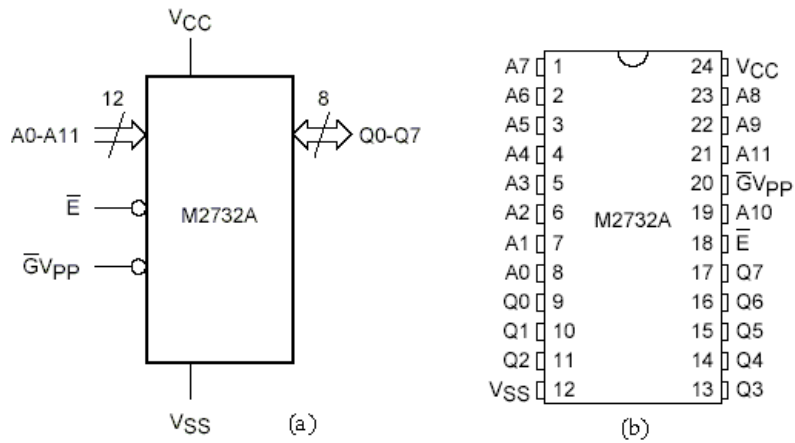 VCC
12
8
A0-A11
Q0-Q7
E
M2732A
GVPP
VSS
(a)
A7 1 24 VCC
A6 2 23 A8
A5 3 22 A9
A4 4 21 A11
A3 5 20 GVPP
A2 6 19 A10
M2732A
A1 7 18 E
A0 8 17 Q7
Q0 9 16 Q6
Q1 10 15 Q5
Q2 11 14 Q4
VSS 12 13 Q3
(b)